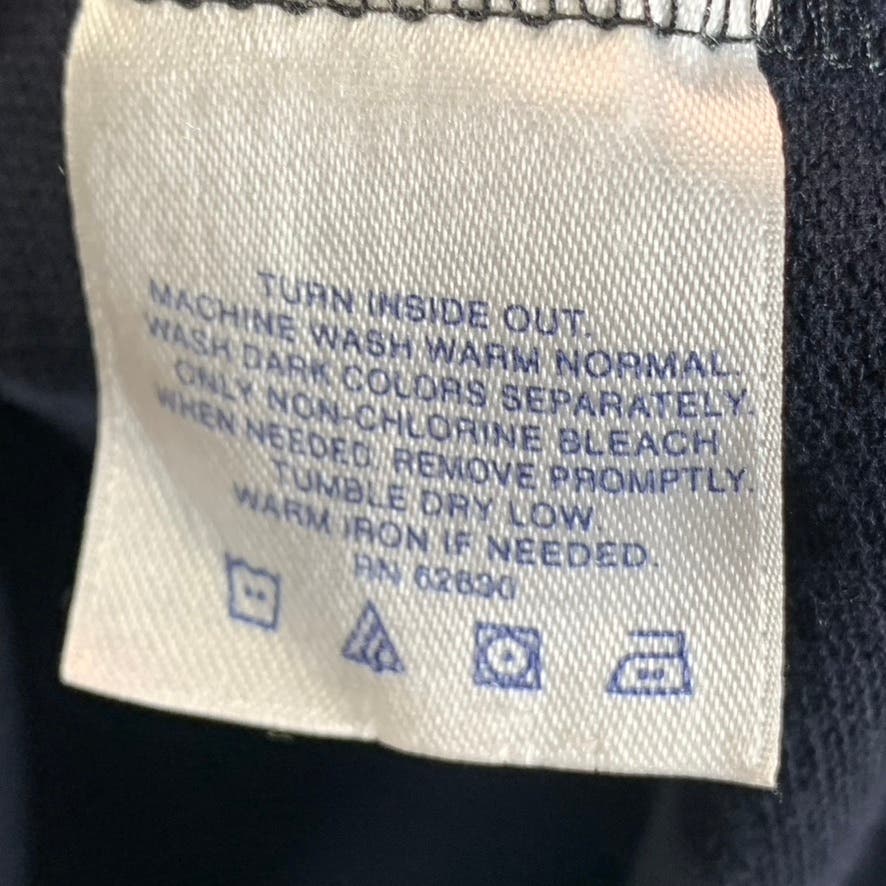 TURN INSIDE OUT.
MACHINE WASH WARM NORMAL.
WASH DARK COLORS SEPARATELY.
ONLY NON-CHLORINE BLEACH
WHEN NEEDED. REMOVE PROMPTLY.
TUMBLE DRY LOW
WARM IRON IF NEEDED.
RN 62630